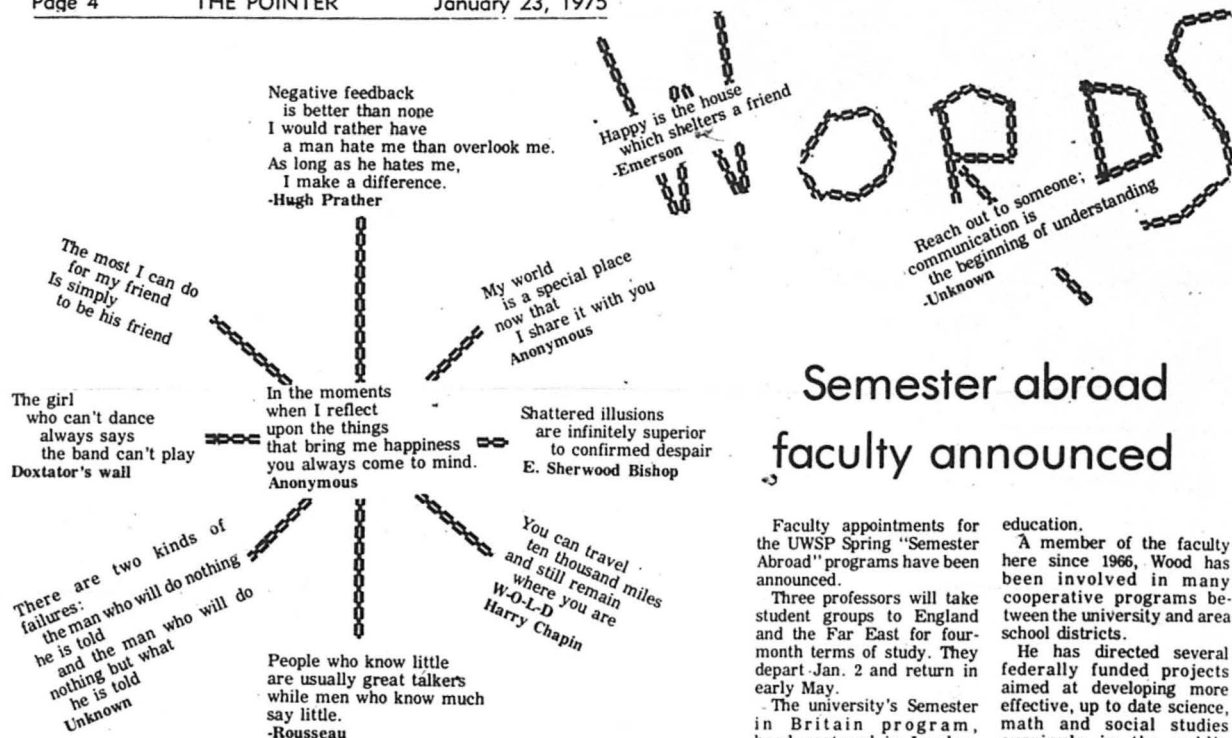 Page 4 THE POINTER January 23, 1975
WORDS
Happy is the house
which shelters a friend
-Emerson
Reach out to someone;
communication is
the beginning of understanding
-Unknown
Negative feedback
is better than none
I would rather have
a man hate me than overlook me.
As long as he hates me,
I make a difference.
-Hugh Prather
The most I can do
for my friend
Is simply
to be his friend
My world
is a special place
now that
I share it with you
Anonymous
The girl
who can't dance
always says
the band can't play
Doxtator's wall
In the moments
when I reflect
upon the things
that bring me happiness
you always come to mind.
Anonymous
Shattered illusions
are infinitely superior
to confirmed despair
E. Sherwood Bishop
There are two kinds of
failures:
the man who will do nothing
he is told
and the man who will do
nothing but what
he is told
Unknown
People who know little
are usually great talkers
while men who know much
say little.
-Rousseau
You can travel
ten thousand miles
and still remain
where you are
W-O-L-D
Harry Chapin
Semester abroad
faculty announced
Faculty appointments for
the UWSP Spring "Semester
Abroad" programs have been
announced.
Three professors will take
student groups to England
and the Far East for four-
month terms of study. They
depart Jan. 2 and return in
early May.
The university's Semester
in Britain program,
education.
A member of the faculty
here since 1966, Wood has
been involved in many
cooperative programs be-
tween the university and area
school districts.
He has directed several
federally funded projects
aimed at developing more
effective, up to date science,
math and social studies